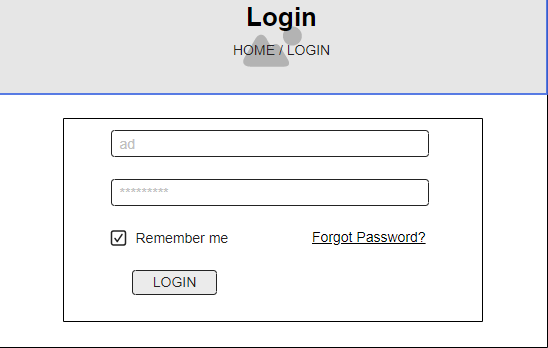 Login
HOME / LOGIN
ad
*********
Remember me
Forgot Password?
LOGIN